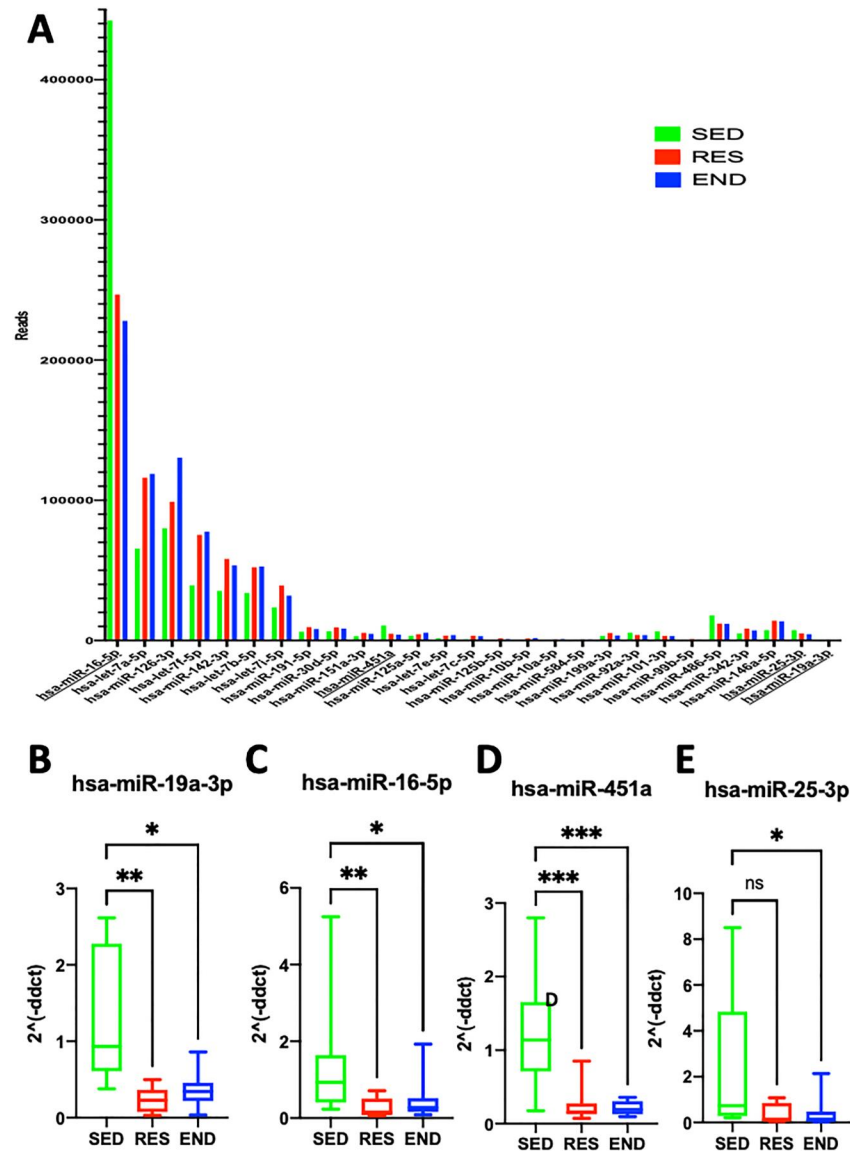 A
400000
300000
200000
100000
0
Reads
SED
RES
END
hsa-miR-16-5p
hsa-let-7a-5p
hsa-miR-126-3p
hsa-let-7f-5p
hsa-miR-142-3p
hsa-let-7b-5p
hsa-let-7i-5p
hsa-miR-191-5p
hsa-miR-30d-5p
hsa-miR-151a-3p
hsa-miR-451a
hsa-miR-125a-5p
hsa-let-7e-5p
hsa-let-7c-5p
hsa-miR-125b-5p
hsa-miR-10b-5p
hsa-miR-10a-5p
hsa-miR-584-5p
hsa-miR-199a-3p
hsa-miR-92a-3p
hsa-miR-101-3p
hsa-miR-99b-5p
hsa-miR-486-5p
hsa-miR-342-3p
hsa-miR-146a-5p
hsa-miR-25-3p
hsa-miR-19a-3p
B
hsa-miR-19a-3p
*
**
3
2
1
0
2^(-ddct)
SED RES END
C
hsa-miR-16-5p
*
**
6
4
2
0
2^(-ddct)
SED RES END
D
hsa-miR-451a
***
***
3
2
1
0
2^(-ddct)
D
SED RES END
E
hsa-miR-25-3p
*
ns
10
8
6
4
2
0
2^(-ddct)
SED RES END